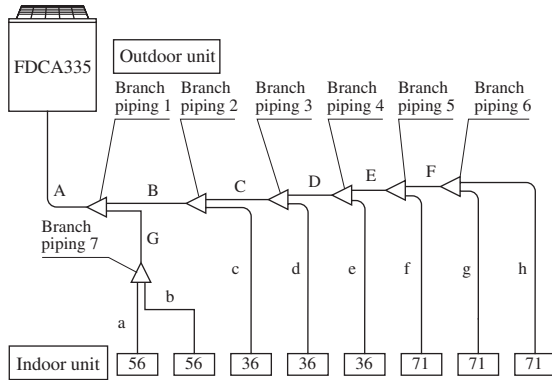 FDCA335
Outdoor unit
Branch
piping 1
Branch
piping 2
Branch
piping 3
Branch
piping 4
Branch
piping 5
Branch
piping 6
A
B
C
D
E
F
G
Branch
piping 7
a
b
c
d
e
f
g
h
Indoor unit
56
56
36
36
36
71
71
71